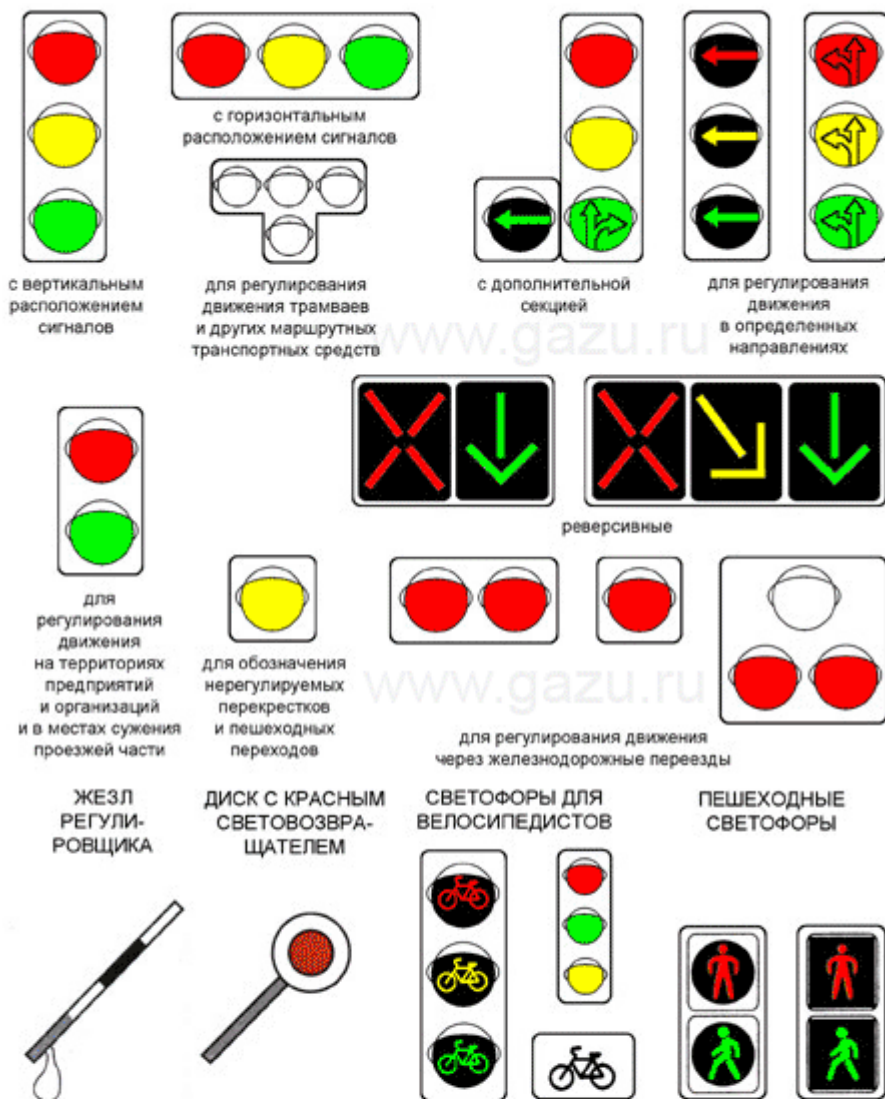 с горизонтальным
расположением сигналов
с вертикальным
расположением
сигналов
для регулирования
движения трамваев
и других маршрутных
транспортных средств
с дополнительной
секцией
для регулирования
движения
в определенных
направлениях
www.gazu.ru
реверсивные
для
регулирования
движения
на территориях
предприятий
и организаций
и в местах сужения
проезжей части
для обозначения
нерегулируемых
перекрестков
и пешеходных
переходов
www.gazu.ru
для регулирования движения
через железнодорожные переезды
ЖЕЗЛ
РЕГУЛИ-
РОВЩИКА
ДИСК С КРАСНЫМ
СВЕТОВОЗВРА-
ЩАТЕЛЕМ
СВЕТОФОРЫ ДЛЯ
ВЕЛОСИПЕДИСТОВ
ПЕШЕХОДНЫЕ
СВЕТОФОРЫ